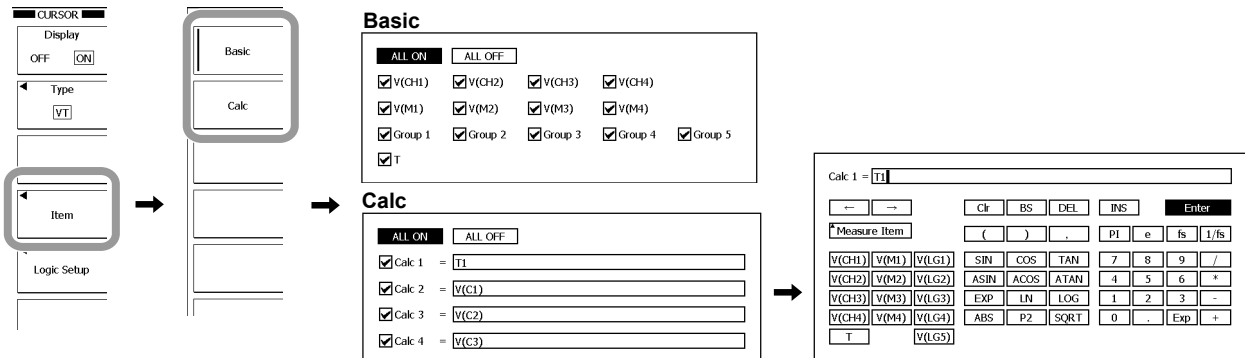 CURSOR
Display
OFF ON
Type
VT
Item
Logic Setup
Basic
Calc
Basic
ALL ON ALL OFF
V(CH1) V(CH2) V(CH3) V(CH4)
V(M1) V(M2) V(M3) V(M4)
Group 1 Group 2 Group 3 Group 4 Group 5
T
Calc
ALL ON ALL OFF
Calc 1 = T1
Calc 2 = V(C1)
Calc 3 = V(C2)
Calc 4 = V(C3)
Calc 1 = T1
← → Clr BS DEL INS Enter
Measure Item ( ) , PI e fs 1/fs
V(CH1) V(M1) V(LG1) SIN COS TAN 7 8 9 /
V(CH2) V(M2) V(LG2) ASIN ACOS ATAN 4 5 6 *
V(CH3) V(M3) V(LG3) EXP LN LOG 1 2 3 -
V(CH4) V(M4) V(LG4) ABS P2 SQRT 0 . Exp +
T V(LG5)